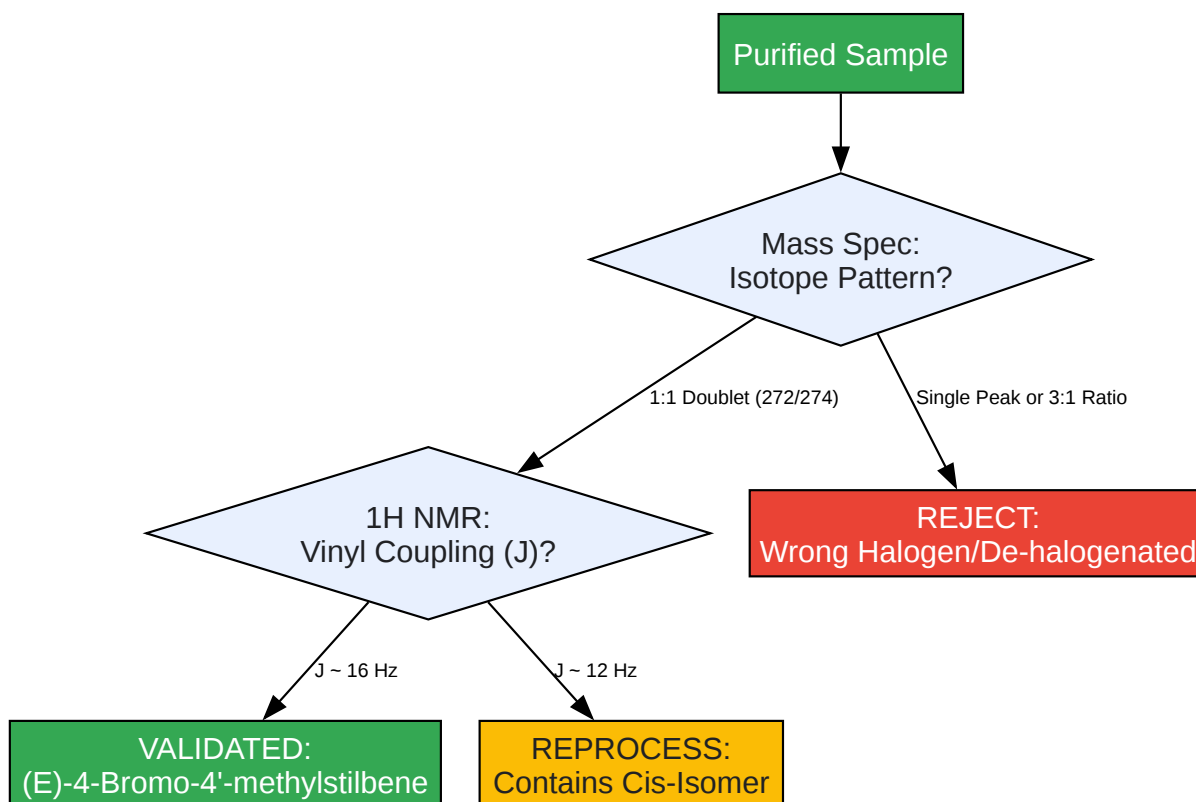 Purified Sample
Mass Spec:
Isotope Pattern?
1:1 Doublet (272/274)
Single Peak or 3:1 Ratio
1H NMR:
Vinyl Coupling (J)?
REJECT:
Wrong Halogen/De-halogenated
J ~ 16 Hz
J ~ 12 Hz
VALIDATED:
(E)-4-Bromo-4'-methylstilbene
REPROCESS:
Contains Cis-Isomer